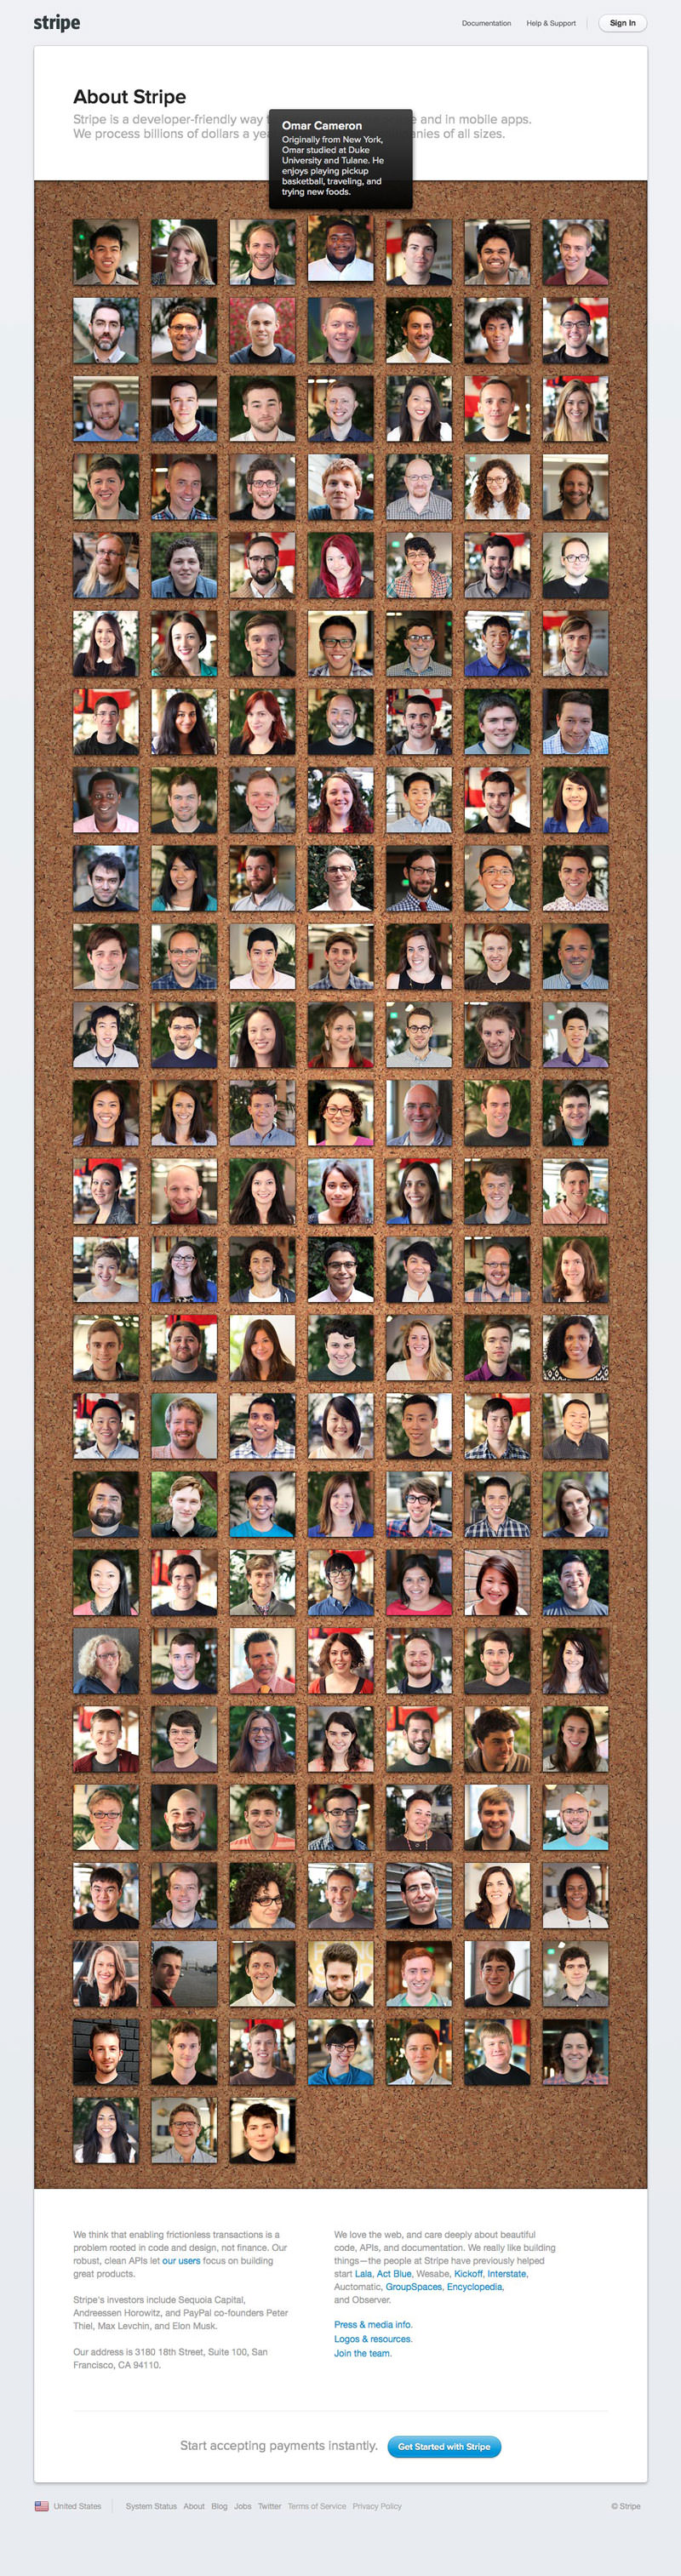 stripe
Documentation Help & Support Sign In
About Stripe
Stripe is a developer-friendly way e and in mobile apps.
We process billions of dollars a nies of all sizes.
Omar Cameron
Originally from New York,
Omar studied at Duke
University and Tulane. He
enjoys playing pickup
basketball, traveling, and
trying new foods.
We think that enabling frictionless transactions is a
problem rooted in code and design, not finance. Our
robust, clean APIs let our users focus on building
great products.
Stripe's investors include Sequoia Capital,
Andreessen Horowitz, and PayPal co-founders Peter
Thiel, Max Levchin, and Elon Musk.
Our address is 3180 18th Street, Suite 100, San
Francisco, CA 94110.
We love the web, and care deeply about beautiful
code, APIs, and documentation. We really like building
things—the people at Stripe have previously helped
start Lala, Act Blue, Wesabe, Kickoff, Interstate,
Auctomatic, GroupSpaces, Encyclopedia,
and Observer.
Press & media info.
Logos & resources.
Join the team.
Start accepting payments instantly. Get Started with Stripe
United States System Status About Blog Jobs Twitter Terms of Service Privacy Policy © Stripe